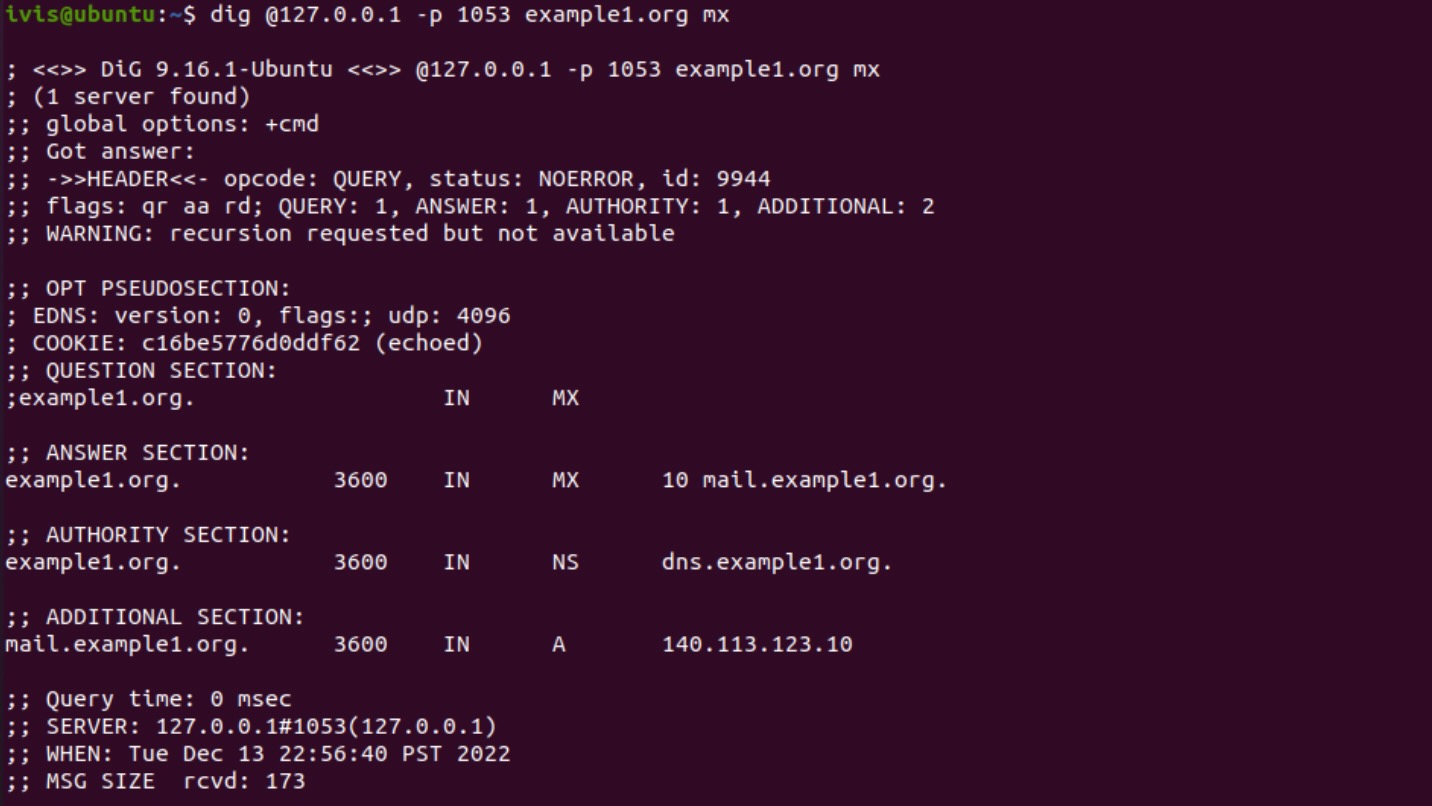 ivis@ubuntu:~$ dig @127.0.0.1 -p 1053 example1.org mx
; <<>> DiG 9.16.1-Ubuntu <<>> @127.0.0.1 -p 1053 example1.org mx
; (1 server found)
;; global options: +cmd
;; Got answer:
;; ->>HEADER<<- opcode: QUERY, status: NOERROR, id: 9944
;; flags: qr aa rd; QUERY: 1, ANSWER: 1, AUTHORITY: 1, ADDITIONAL: 2
;; WARNING: recursion requested but not available
;; OPT PSEUDOSECTION:
; EDNS: version: 0, flags:; udp: 4096
; COOKIE: c16be5776d0ddf62 (echoed)
;; QUESTION SECTION:
;example1.org. IN MX
;; ANSWER SECTION:
example1.org. 3600 IN MX 10 mail.example1.org.
;; AUTHORITY SECTION:
example1.org. 3600 IN NS dns.example1.org.
;; ADDITIONAL SECTION:
mail.example1.org. 3600 IN A 140.113.123.10
;; Query time: 0 msec
;; SERVER: 127.0.0.1#1053(127.0.0.1)
;; WHEN: Tue Dec 13 22:56:40 PST 2022
;; MSG SIZE rcvd: 173